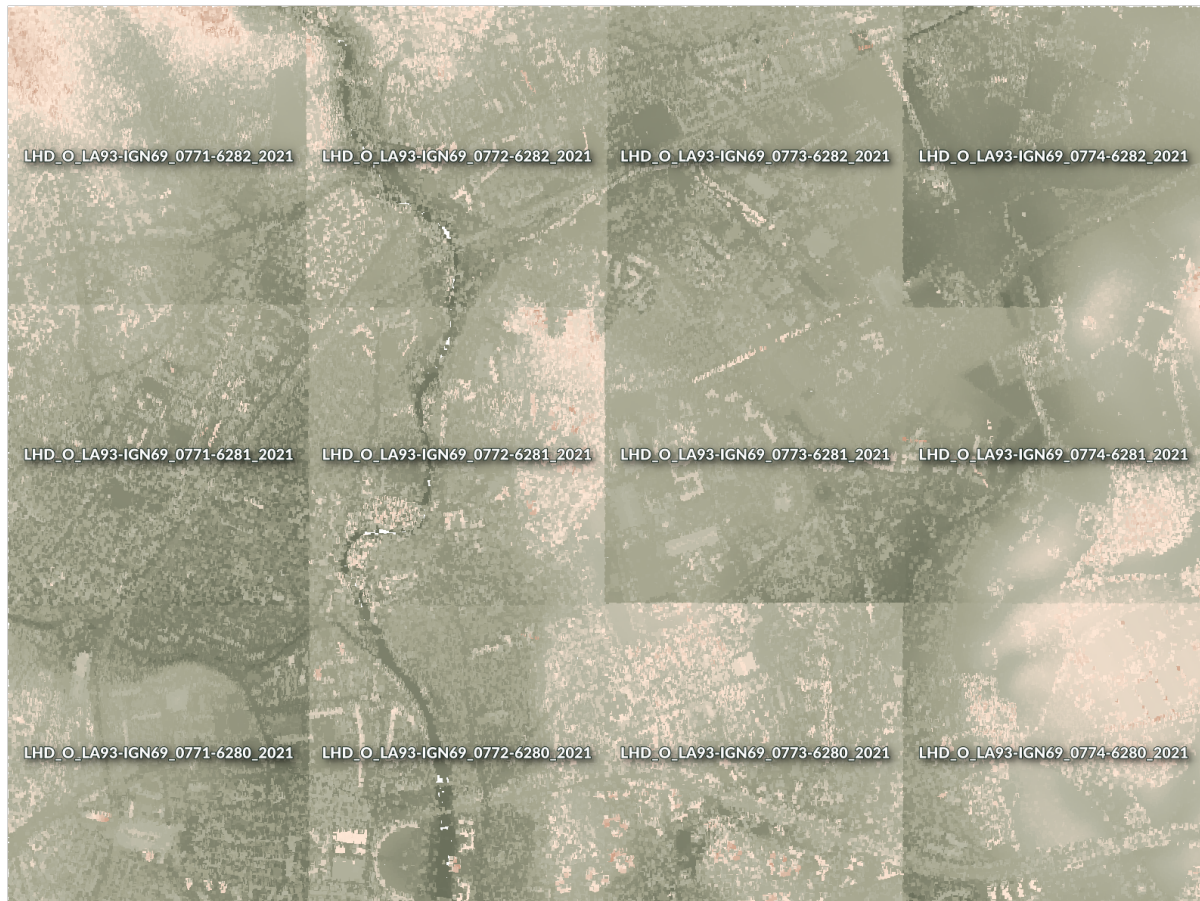 LHD_O_LA93-IGN69_0771-6282_2021
LHD_O_LA93-IGN69_0772-6282_2021
LHD_O_LA93-IGN69_0773-6282_2021
LHD_O_LA93-IGN69_0774-6282_2021
LHD_O_LA93-IGN69_0771-6281_2021
LHD_O_LA93-IGN69_0772-6281_2021
LHD_O_LA93-IGN69_0773-6281_2021
LHD_O_LA93-IGN69_0774-6281_2021
LHD_O_LA93-IGN69_0771-6280_2021
LHD_O_LA93-IGN69_0772-6280_2021
LHD_O_LA93-IGN69_0773-6280_2021
LHD_O_LA93-IGN69_0774-6280_2021